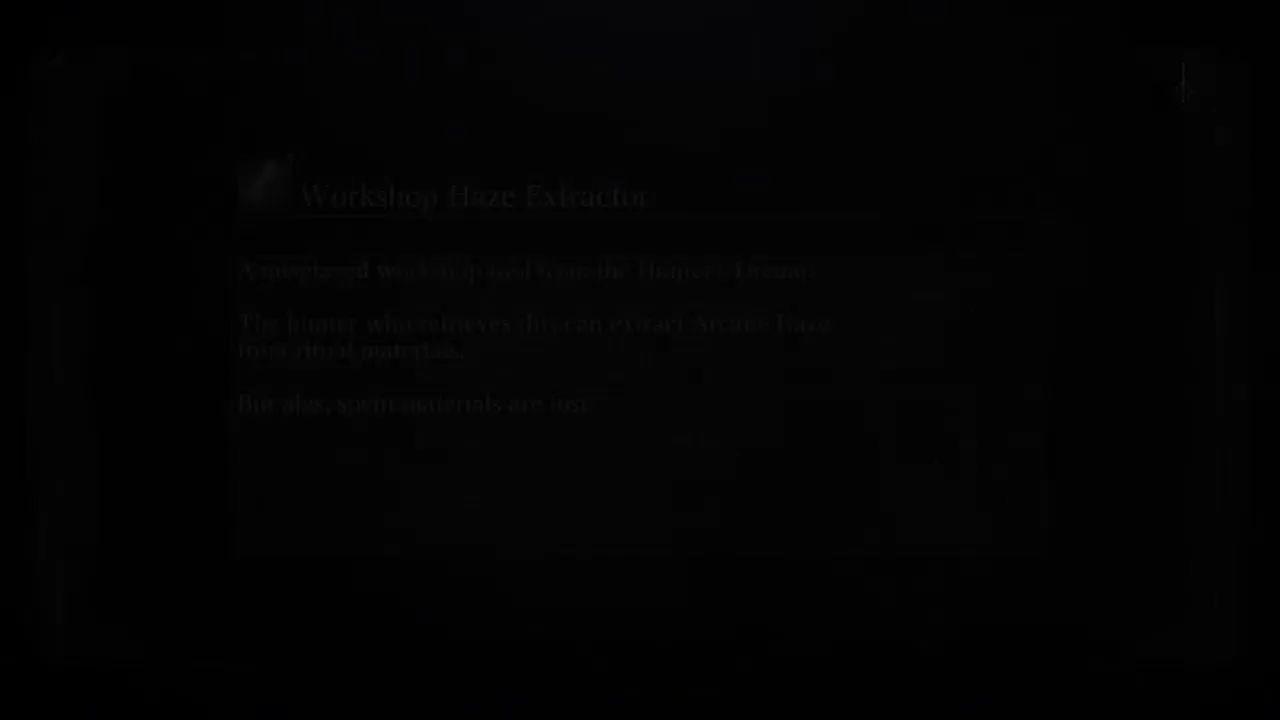 Workshop Haze Extractor
A misplaced workshop tool from the Hunter's Dream.
The hunter who retrieves this can extract Arcane Haze
from ritual materials.
But alas, spent materials are lost.